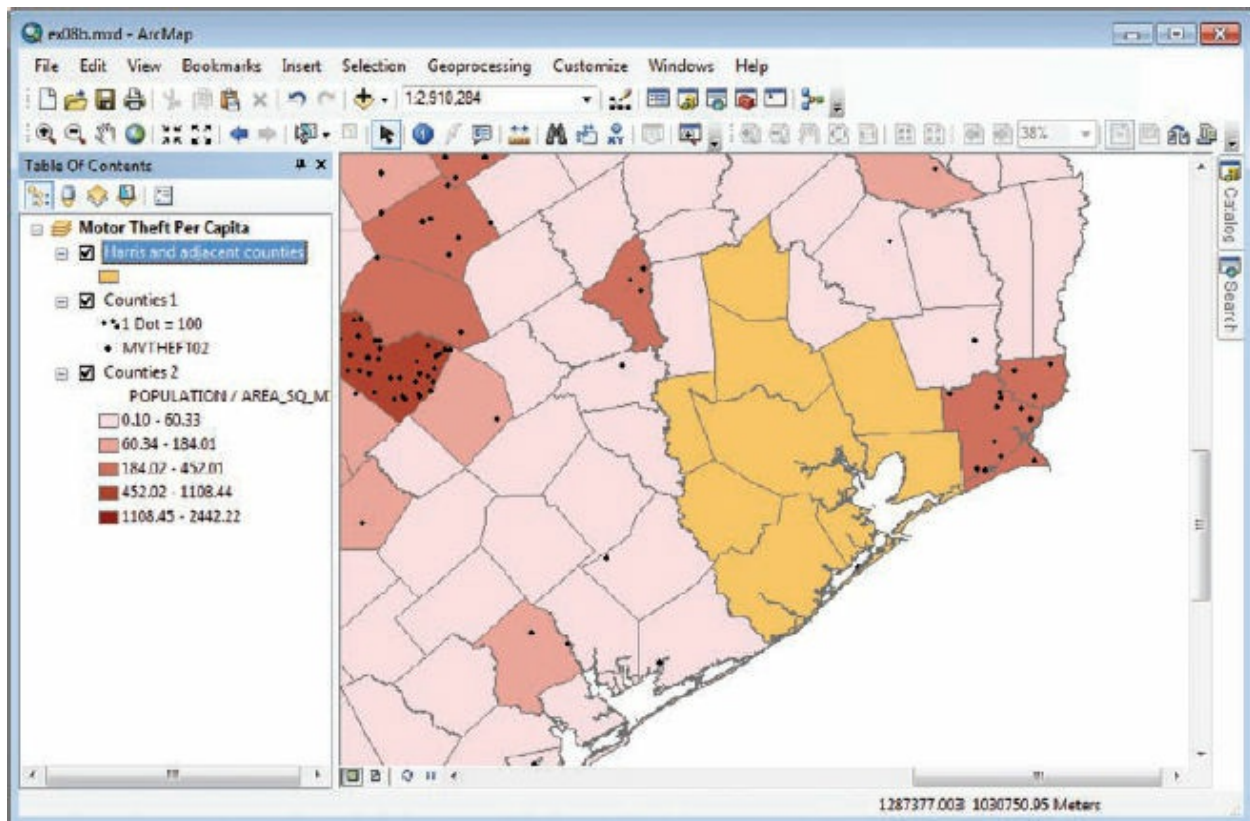 ex08b.mxd - ArcMap
File Edit View Bookmarks Insert Selection Geoprocessing Customize Windows Help
1:2,910,284
38%
Table Of Contents
Motor Theft Per Capita
Harris and adjacent counties
Counties 1
1 Dot = 100
MVTHEFT02
Counties 2
POPULATION / AREA_SQ_MI
0.10 - 60.33
60.34 - 184.01
184.02 - 452.01
452.02 - 1108.44
1108.45 - 2442.22
Catalog
Search
1287377.003 1030750.95 Meters